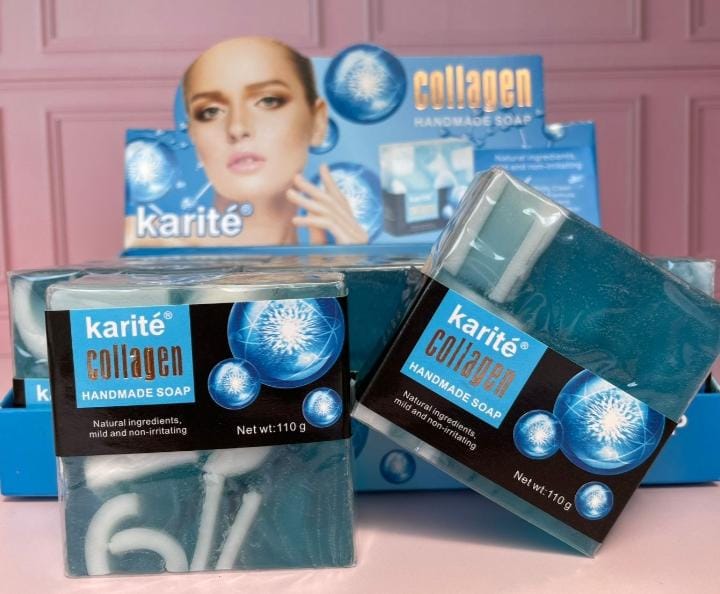 collagen
HANDMADE SOAP
Natural ingredients,
mild and non-irritating
karité®
karité
karité®
collagen
HANDMADE SOAP
Natural ingredients,
mild and non-irritating
Net wt:110 g
karité®
collagen
HANDMADE SOAP
Natural ingredients,
mild and non-irritating
Net wt:110 g